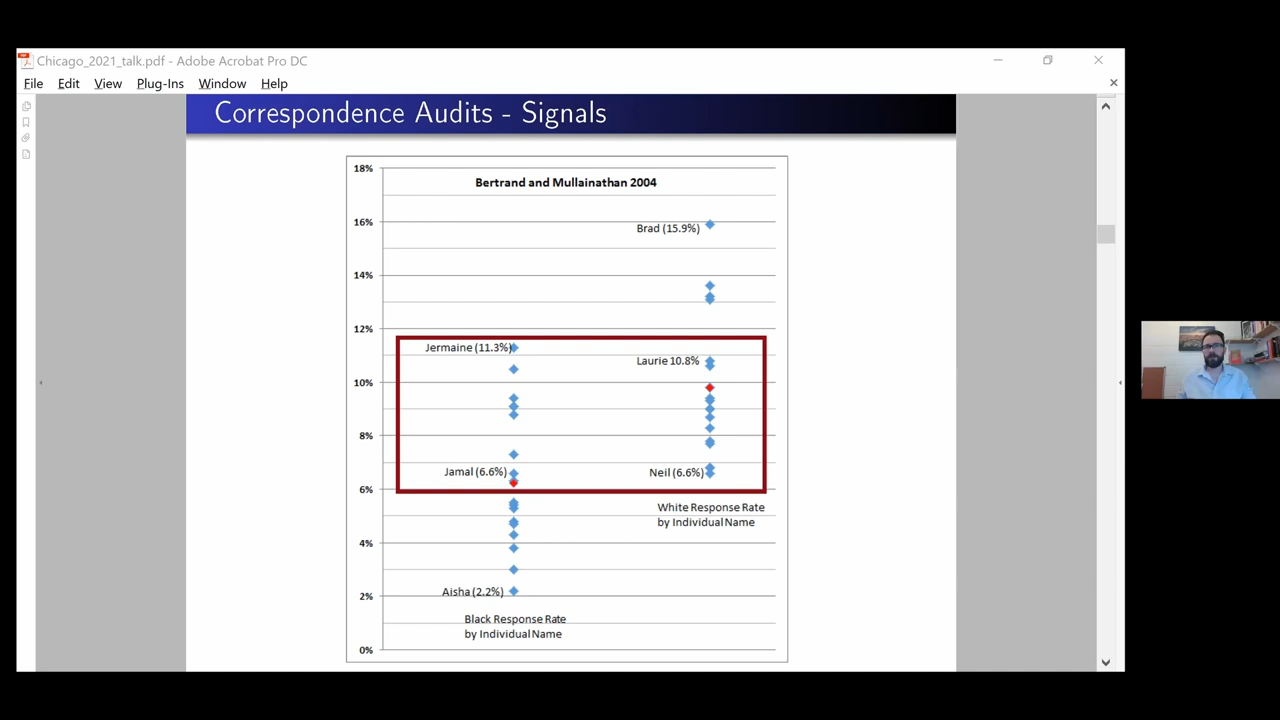 Chicago_2021_talk.pdf - Adobe Acrobat Pro DC
File Edit View Plug-Ins Window Help
Correspondence Audits - Signals
Bertrand and Mullainathan 2004
18%
16%
14%
12%
10%
8%
6%
4%
2%
0%
Brad (15.9%)
Jermaine (11.3%)
Laurie 10.8%
Jamal (6.6%)
Neil (6.6%)
White Response Rate
by Individual Name
Aisha (2.2%)
Black Response Rate
by Individual Name